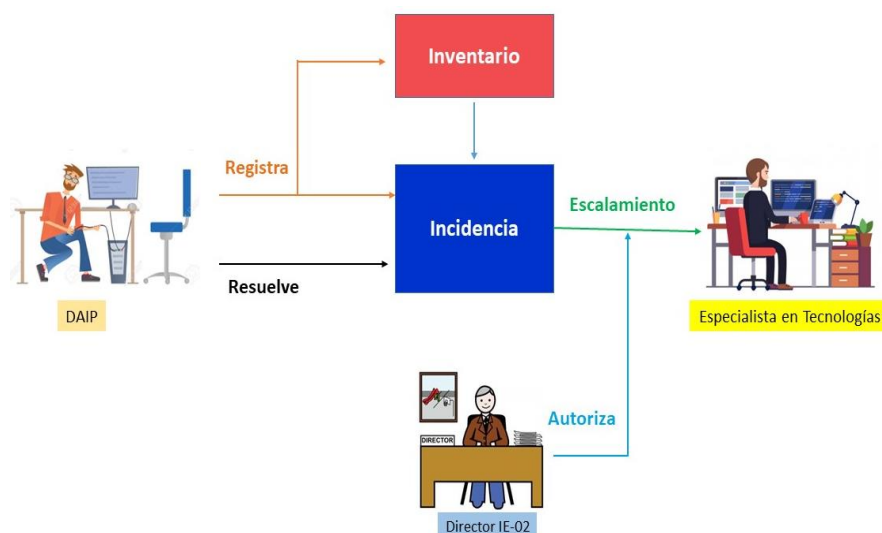 Inventario
Registra
Incidencia
Escalamiento
Resuelve
DAIP
Especialista en Tecnologías
DIRECTOR
Autoriza
Director IE-02